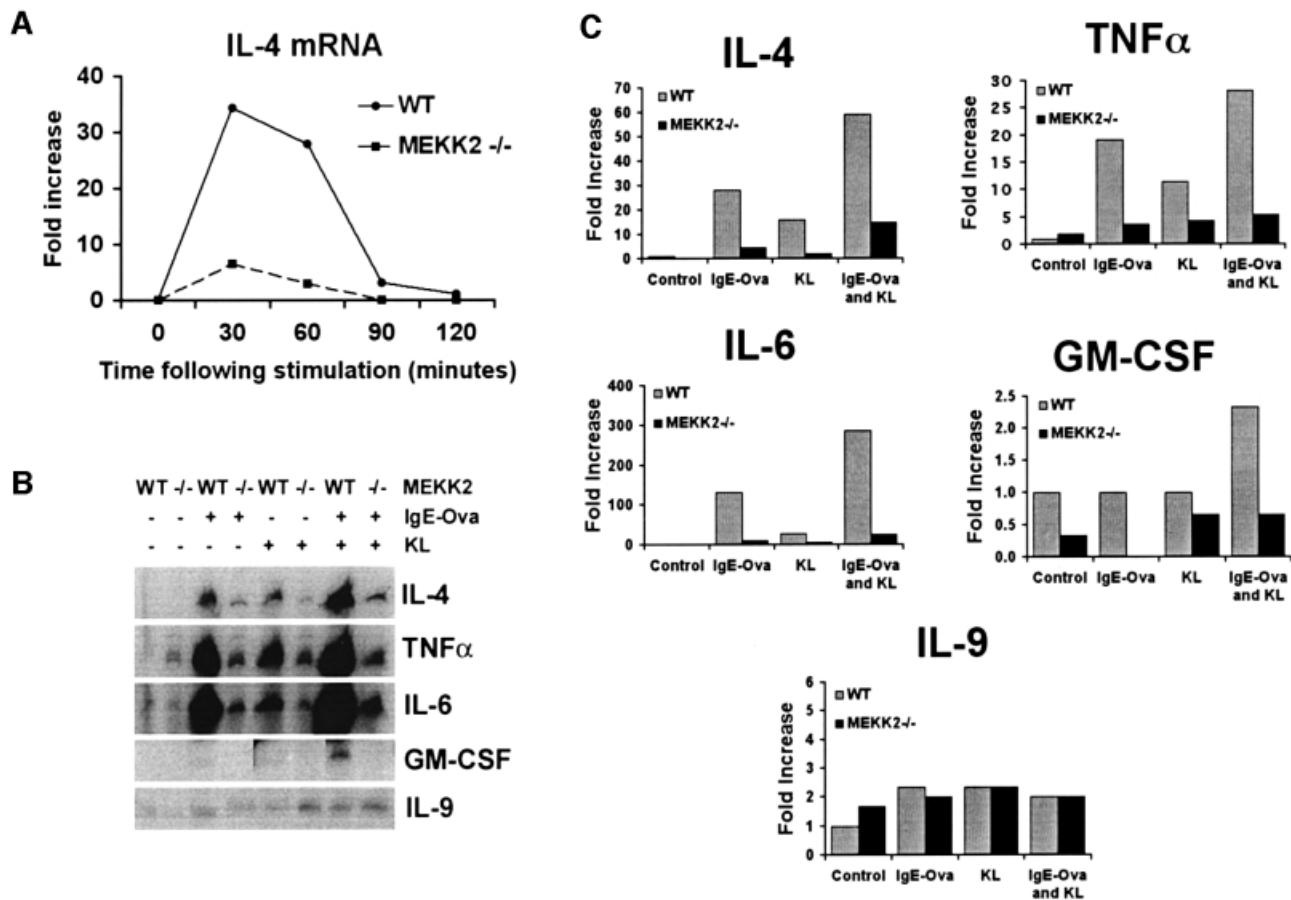 A
IL-4 mRNA
Fold increase
40
30
20
10
0
WT
MEKK2 -/-
0 30 60 90 120
Time following stimulation (minutes)
B
WT -/- WT -/- WT -/- WT -/- MEKK2
- - + + - - + + IgE-Ova
- - - - + + + + KL
IL-4
TNFα
IL-6
GM-CSF
IL-9
C
IL-4
Fold Increase
70
60
50
40
30
20
10
0
WT
MEKK2-/-
Control IgE-Ova KL IgE-Ova
and KL
TNFα
Fold Increase
30
25
20
15
10
5
0
WT
MEKK2-/-
Control IgE-Ova KL IgE-Ova
and KL
IL-6
Fold Increase
400
300
200
100
0
WT
MEKK2-/-
Control IgE-Ova KL IgE-Ova
and KL
GM-CSF
Fold Increase
2.5
2.0
1.5
1.0
0.5
0.0
WT
MEKK2-/-
Control IgE-Ova KL IgE-Ova
and KL
IL-9
Fold Increase
6
5
4
3
2
1
0
WT
MEKK2-/-
Control IgE-Ova KL IgE-Ova
and KL